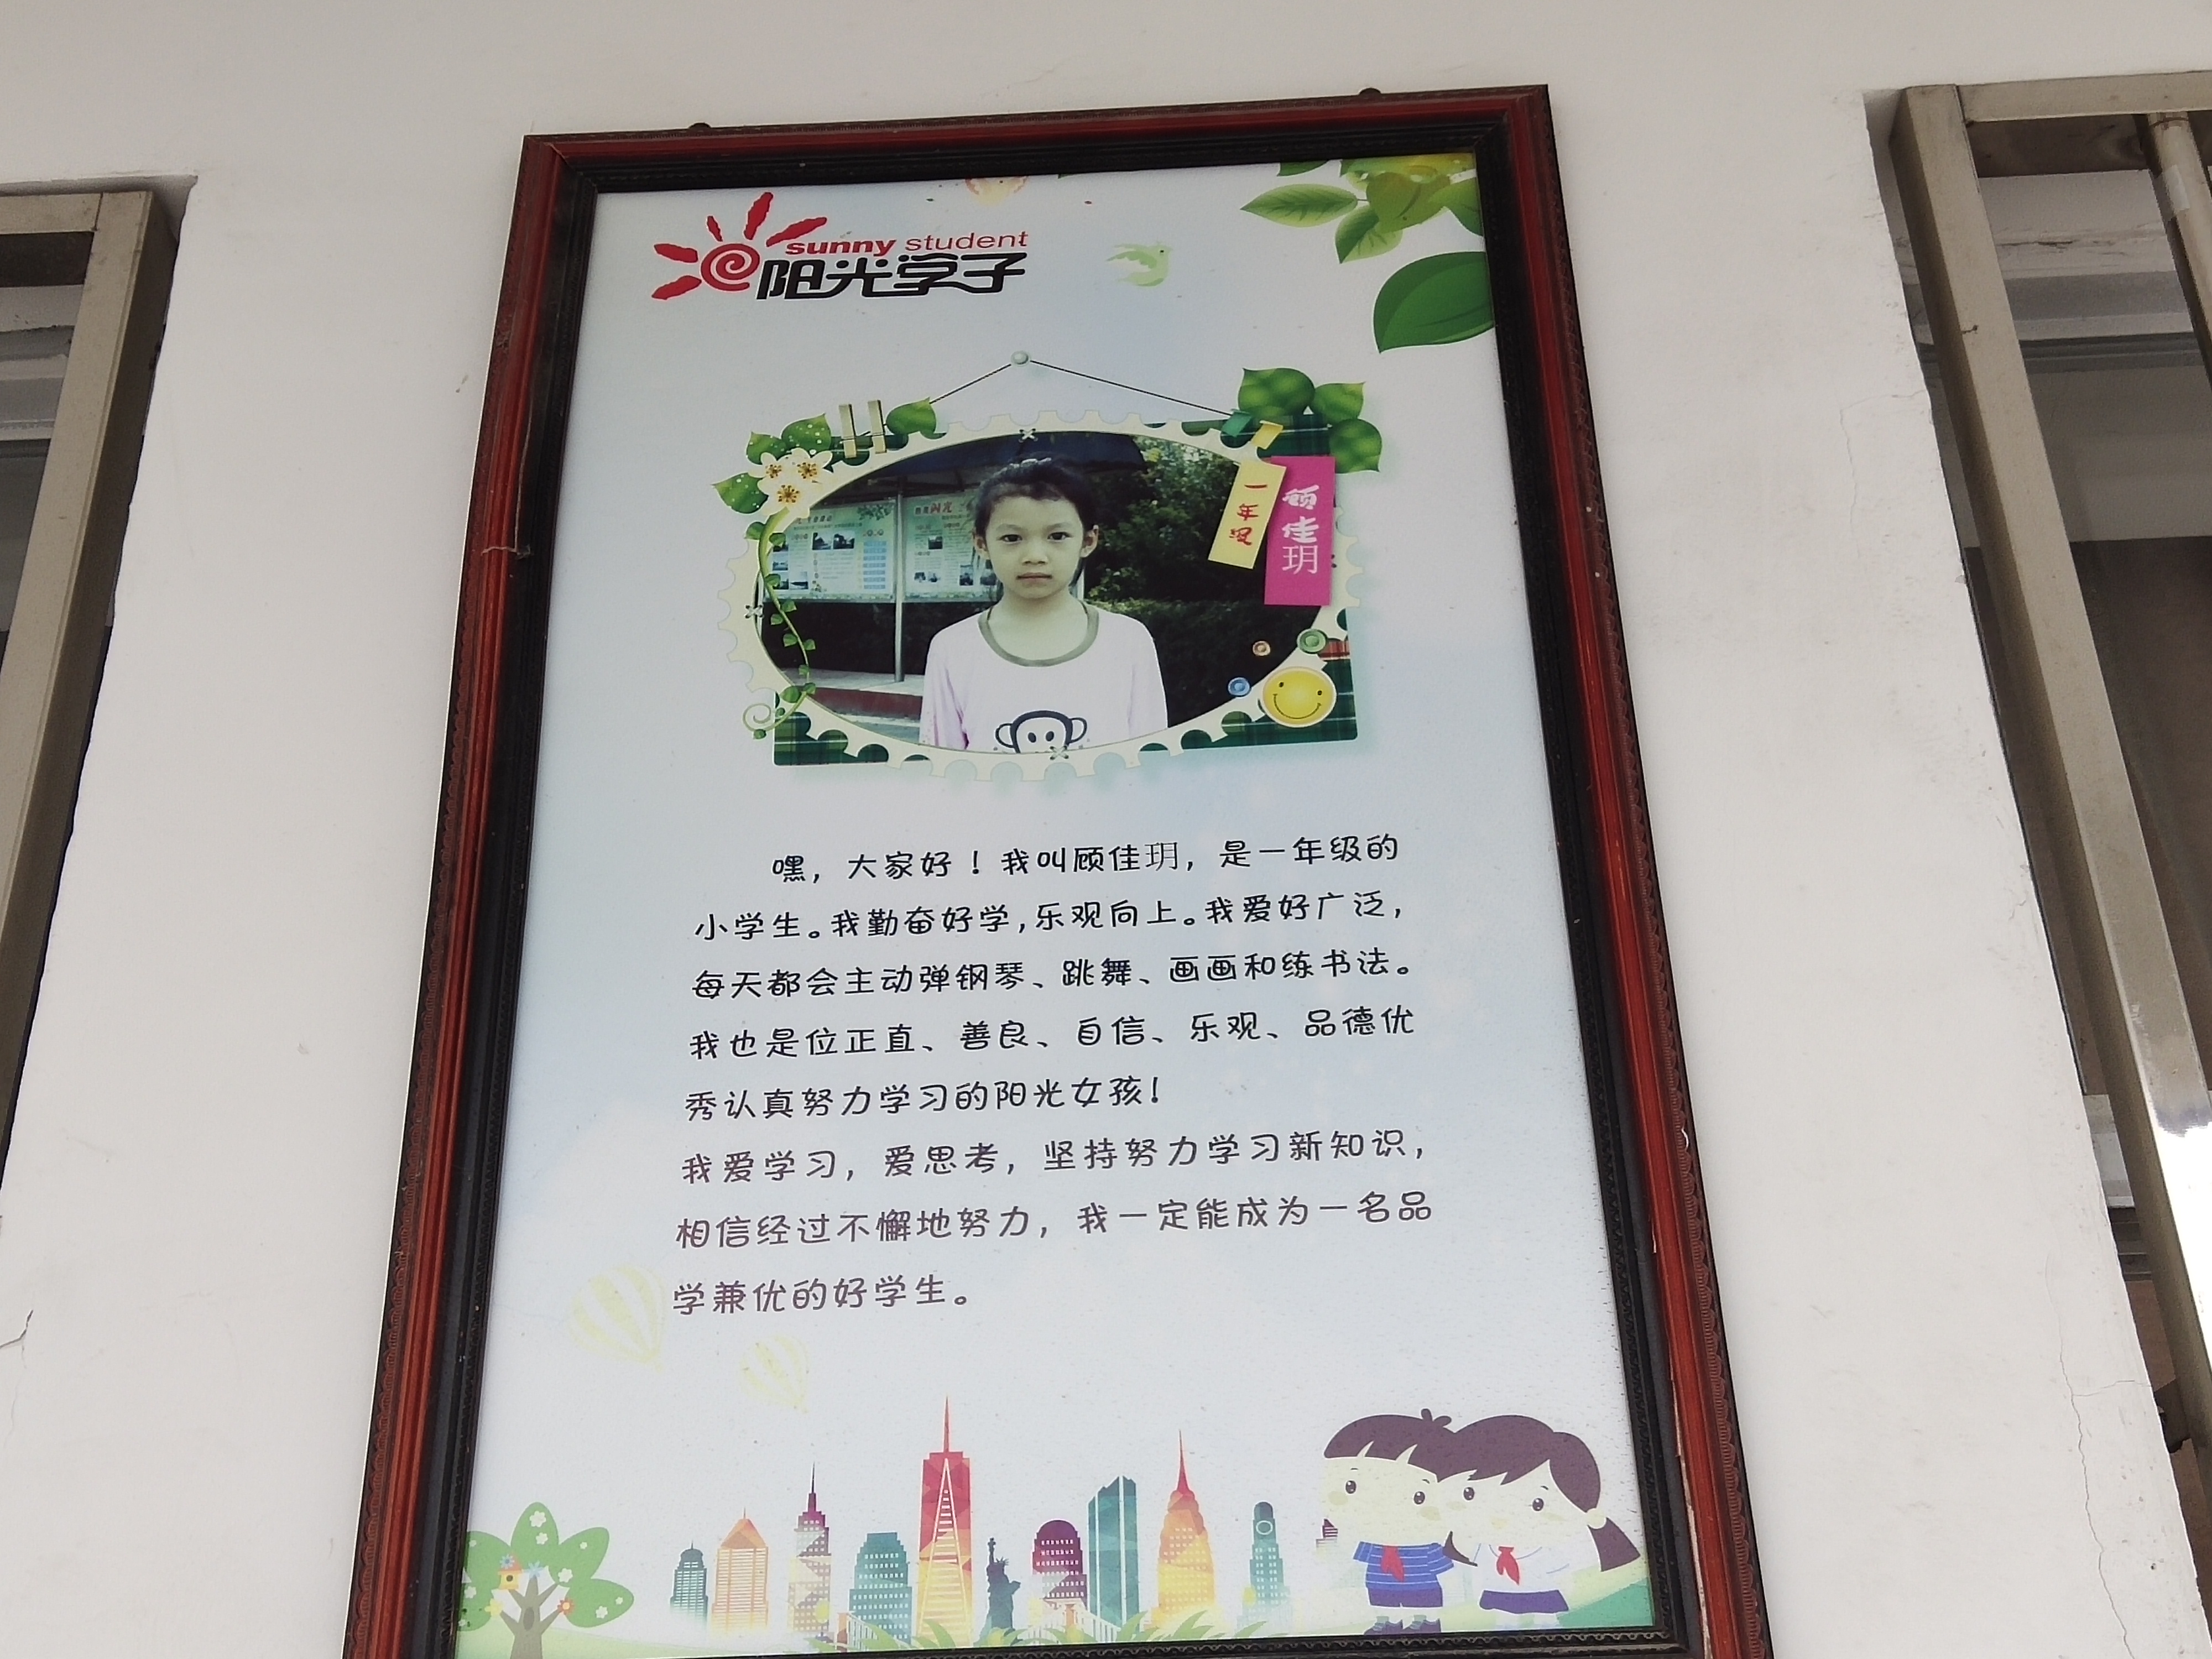 sunny student
阳光学子
一年级
顾佳玥
嘿，大家好！我叫顾佳玥，是一年级的
小学生。我勤奋好学，乐观向上。我爱好广泛，
每天都会主动弹钢琴、跳舞、画画和练书法。
我也是位正直、善良、自信、乐观、品德优
秀认真努力学习的阳光女孩！
我爱学习，爱思考，坚持努力学习新知识，
相信经过不懈地努力，我一定能成为一名品
学兼优的好学生。